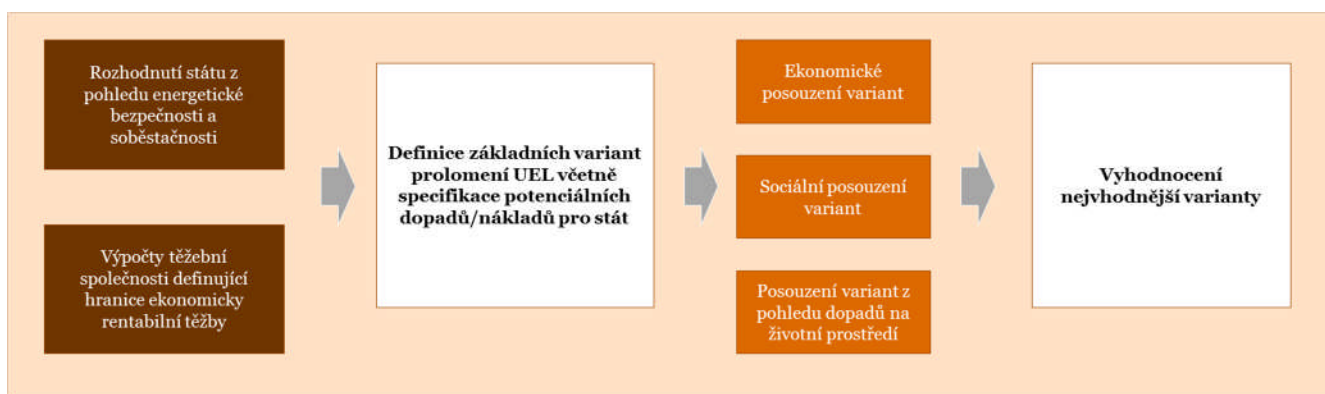 Rozhodnutí státu z
pohledu energetické
bezpečnosti a
soběstačnosti
Výpočty těžební
společnosti definující
hranice ekonomicky
rentabilní těžby
Definice základních variant
prolomení UEL včetně
specifikace potenciálních
dopadů/nákladů pro stát
Ekonomické
posouzení variant
Sociální posouzení
variant
Posouzení variant z
pohledu dopadů na
životní prostředí
Vyhodnocení
nejvhodnější varianty